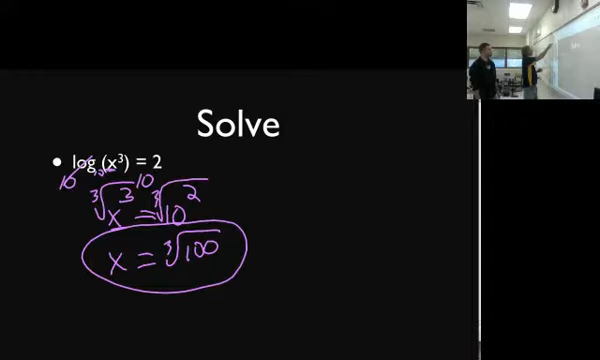 Solve
• log (x³) = 2
10 10
∛x³ = ∛10²
x = ∛100